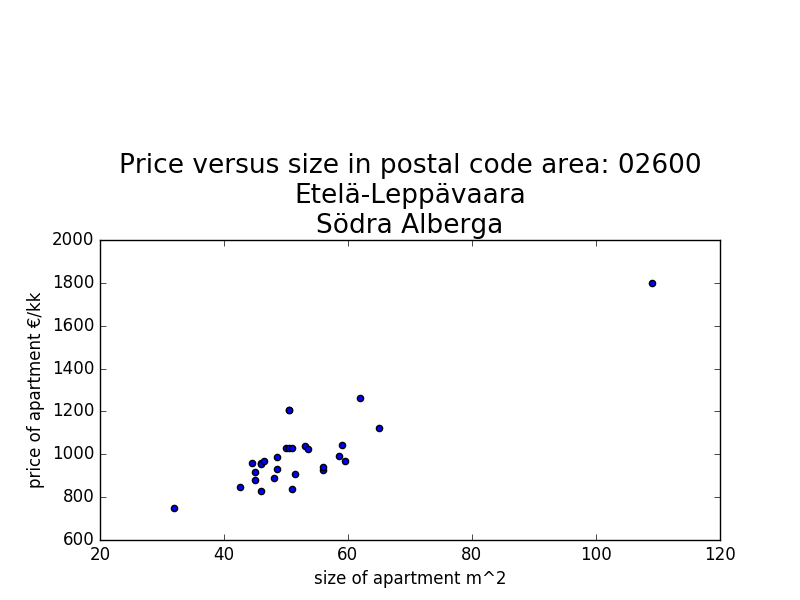 Price versus size in postal code area: 02600
Etelä-Leppävaara
Södra Alberga
2000
1800
1600
1400
1200
1000
800
600
price of apartment €/kk
20 40 60 80 100 120
size of apartment m^2